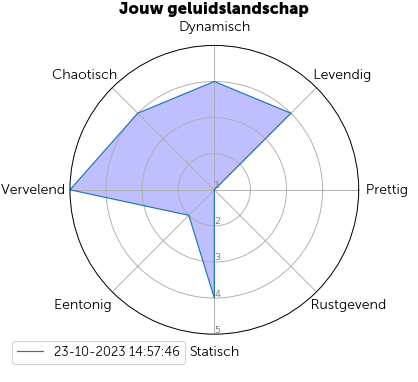 Jouw geluidslandschap
Dynamisch
Chaotisch
Levendig
Vervelend
1
Prettig
2
3
4
Eentonig
Rustgevend
5
23-10-2023 14:57:46
Statisch